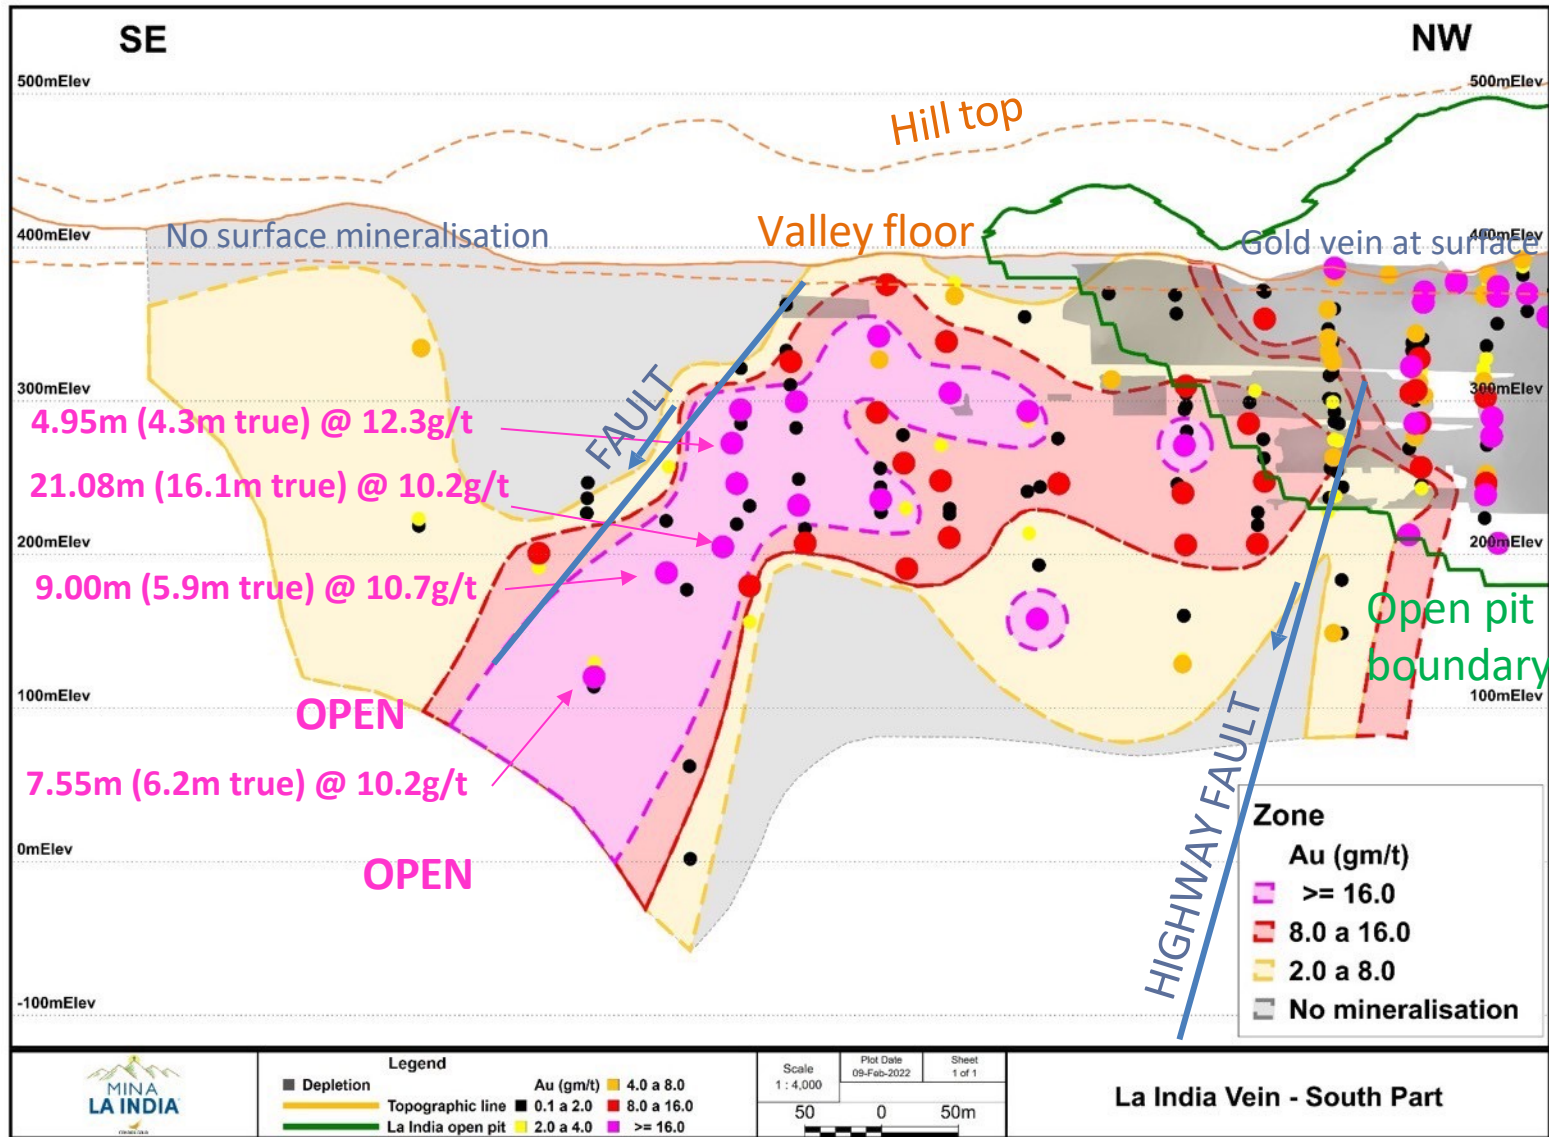 SE
NW
500mElev
500mElev
Hill top
No surface mineralisation
Valley floor
400mElev
400mElev
Gold vein at surface
300mElev
300mElev
FAULT
4.95m (4.3m true) @ 12.3g/t
21.08m (16.1m true) @ 10.2g/t
200mElev
200mElev
9.00m (5.9m true) @ 10.7g/t
Open pit
boundary
100mElev
100mElev
OPEN
7.55m (6.2m true) @ 10.2g/t
HIGHWAY FAULT
0mElev
OPEN
-100mElev
Zone
Au (gm/t)
>= 16.0
8.0 a 16.0
2.0 a 8.0
No mineralisation
MINA
LA INDIA
Legend
Depletion
Topographic line
La India open pit
Au (gm/t)
0.1 a 2.0
2.0 a 4.0
4.0 a 8.0
8.0 a 16.0
>= 16.0
Scale
1 : 4,000
Plot Date
09-Feb-2022
Sheet
1 of 1
50 0 50m
La India Vein - South Part